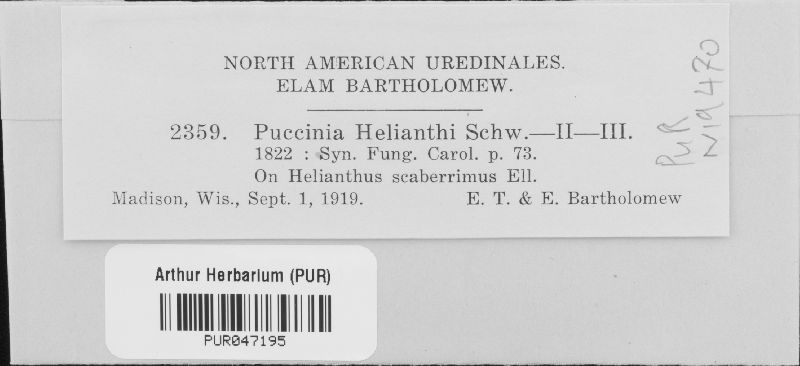 NORTH AMERICAN UREDINALES.
ELAM BARTHOLOMEW.
2359. Puccinia Helianthi Schw.—II—III.
1822 : Syn. Fung. Carol. p. 73.
On Helianthus scaberrimus Ell.
Madison, Wis., Sept. 1, 1919. E. T. & E. Bartholomew
PUR
N19470
Arthur Herbarium (PUR)
PUR047195